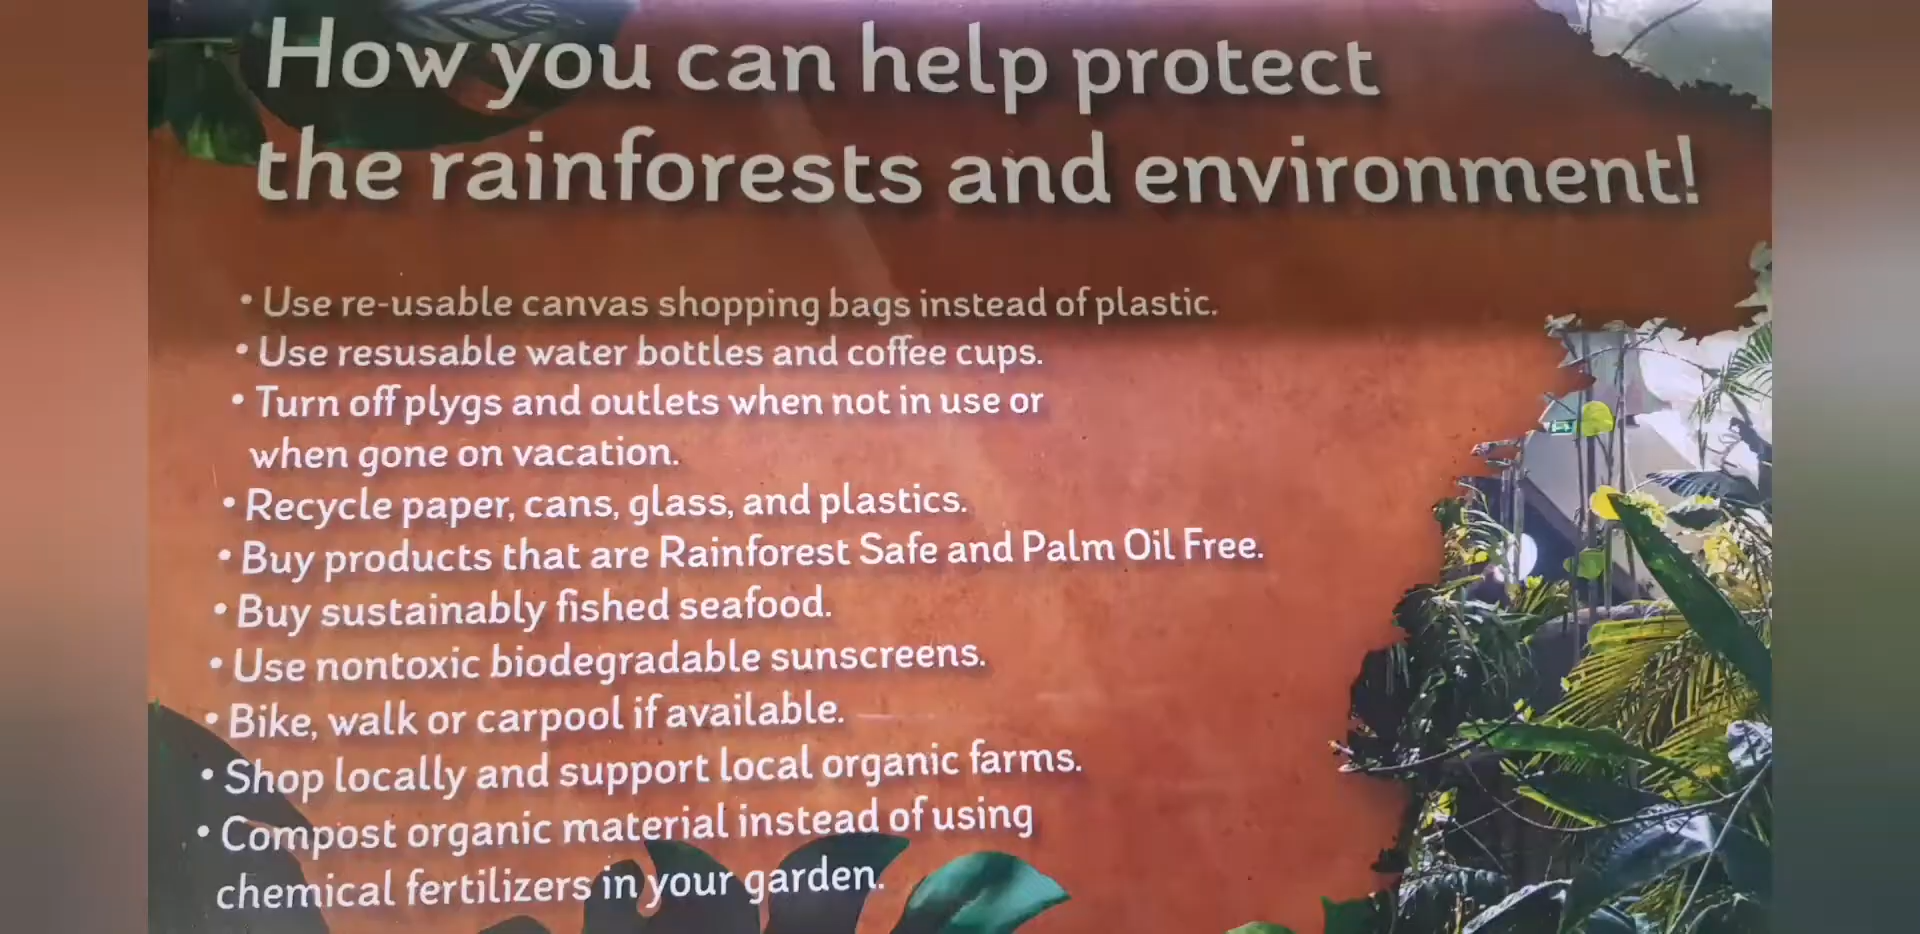 How you can help protect
the rainforests and environment!
• Use re-usable canvas shopping bags instead of plastic.
• Use resusable water bottles and coffee cups.
• Turn off plygs and outlets when not in use or
when gone on vacation.
• Recycle paper, cans, glass, and plastics.
• Buy products that are Rainforest Safe and Palm Oil Free.
• Buy sustainably fished seafood.
• Use nontoxic biodegradable sunscreens.
• Bike, walk or carpool if available.
• Shop locally and support local organic farms.
• Compost organic material instead of using
chemical fertilizers in your garden.